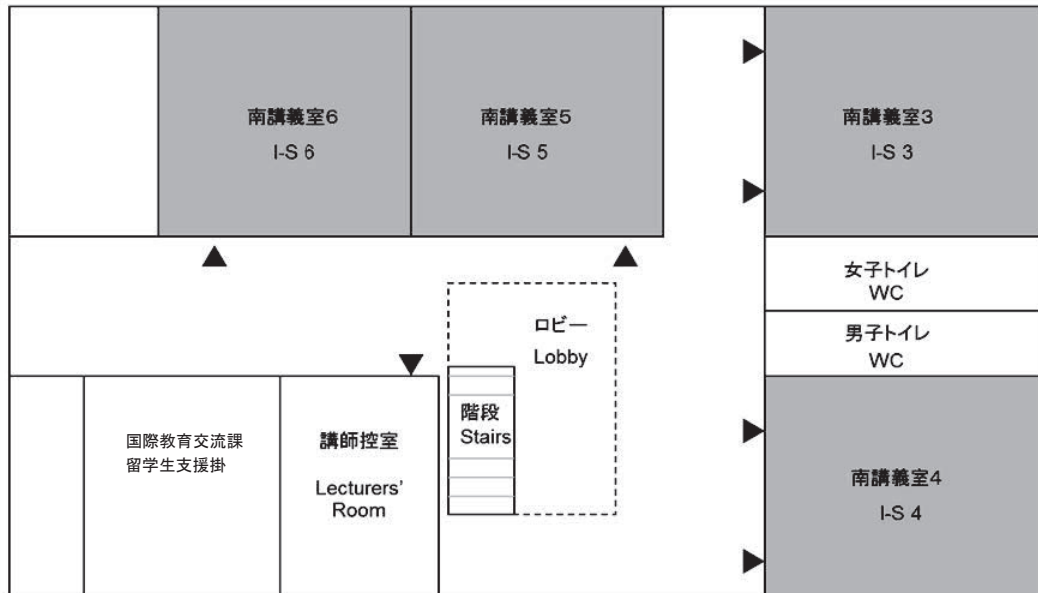 南講義室6
I-S 6
南講義室5
I-S 5
南講義室3
I-S 3
女子トイレ
WC
男子トイレ
WC
ロビー
Lobby
階段
Stairs
国際教育交流課
留学生支援掛
講師控室
Lecturers'
Room
南講義室4
I-S 4